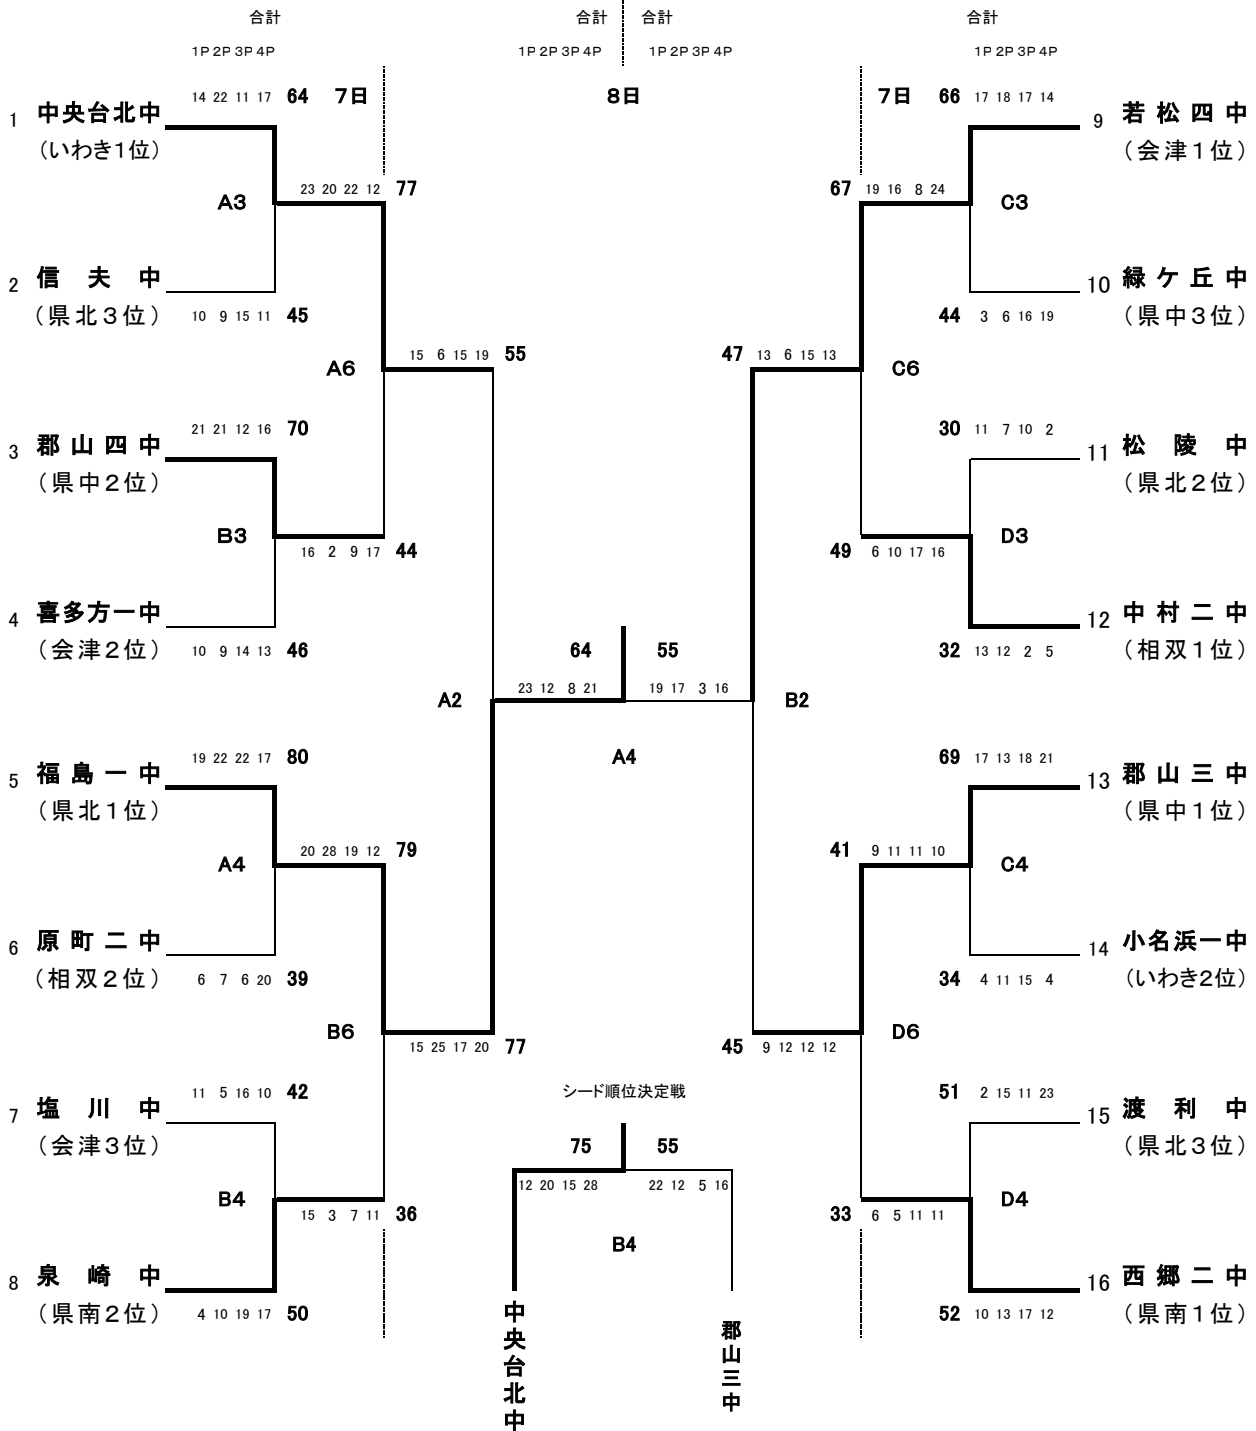 合計 合計 合計 合計
1P 2P 3P 4P 1P 2P 3P 4P 1P 2P 3P 4P 1P 2P 3P 4P
14 22 11 17 64 7日 8日 7日 66 17 18 17 14
1 中央台北中 9 若松四中
(いわき1位) (会津1位)
23 20 22 12 77 67 19 16 8 24
A3 C3
2 信夫中 10 緑ケ丘中
(県北3位) 10 9 15 11 45 44 3 6 16 19 (県中3位)
15 6 15 19 55 47 13 6 15 13
A6 C6
21 21 12 16 70 30 11 7 10 2
3 郡山四中 11 松陵中
(県中2位) (県北2位)
B3 D3
16 2 9 17 44 49 6 10 17 16
4 喜多方一中 12 中村二中
(会津2位) 10 9 14 13 46 64 55 32 13 12 2 5 (相双1位)
23 12 8 21 19 17 3 16
A2 B2
19 22 22 17 80 A4 69 17 13 18 21
5 福島一中 13 郡山三中
(県北1位) (県中1位)
20 28 19 12 79 41 9 11 11 10
A4 C4
6 原町二中 14 小名浜一中
(相双2位) 6 7 6 20 39 34 4 11 15 4 (いわき2位)
B6 D6
15 25 17 20 77 45 9 12 12 12
11 5 16 10 42 シード順位決定戦 51 2 15 11 23
7 塩川中 15 渡利中
(会津3位) 75 55 (県北3位)
12 20 15 28 22 12 5 16
B4 D4
15 3 7 11 36 33 6 5 11 11
B4
8 泉崎中 16 西郷二中
(県南2位) 4 10 19 17 50 52 10 13 17 12 (県南1位)
中央台北中
郡山三中